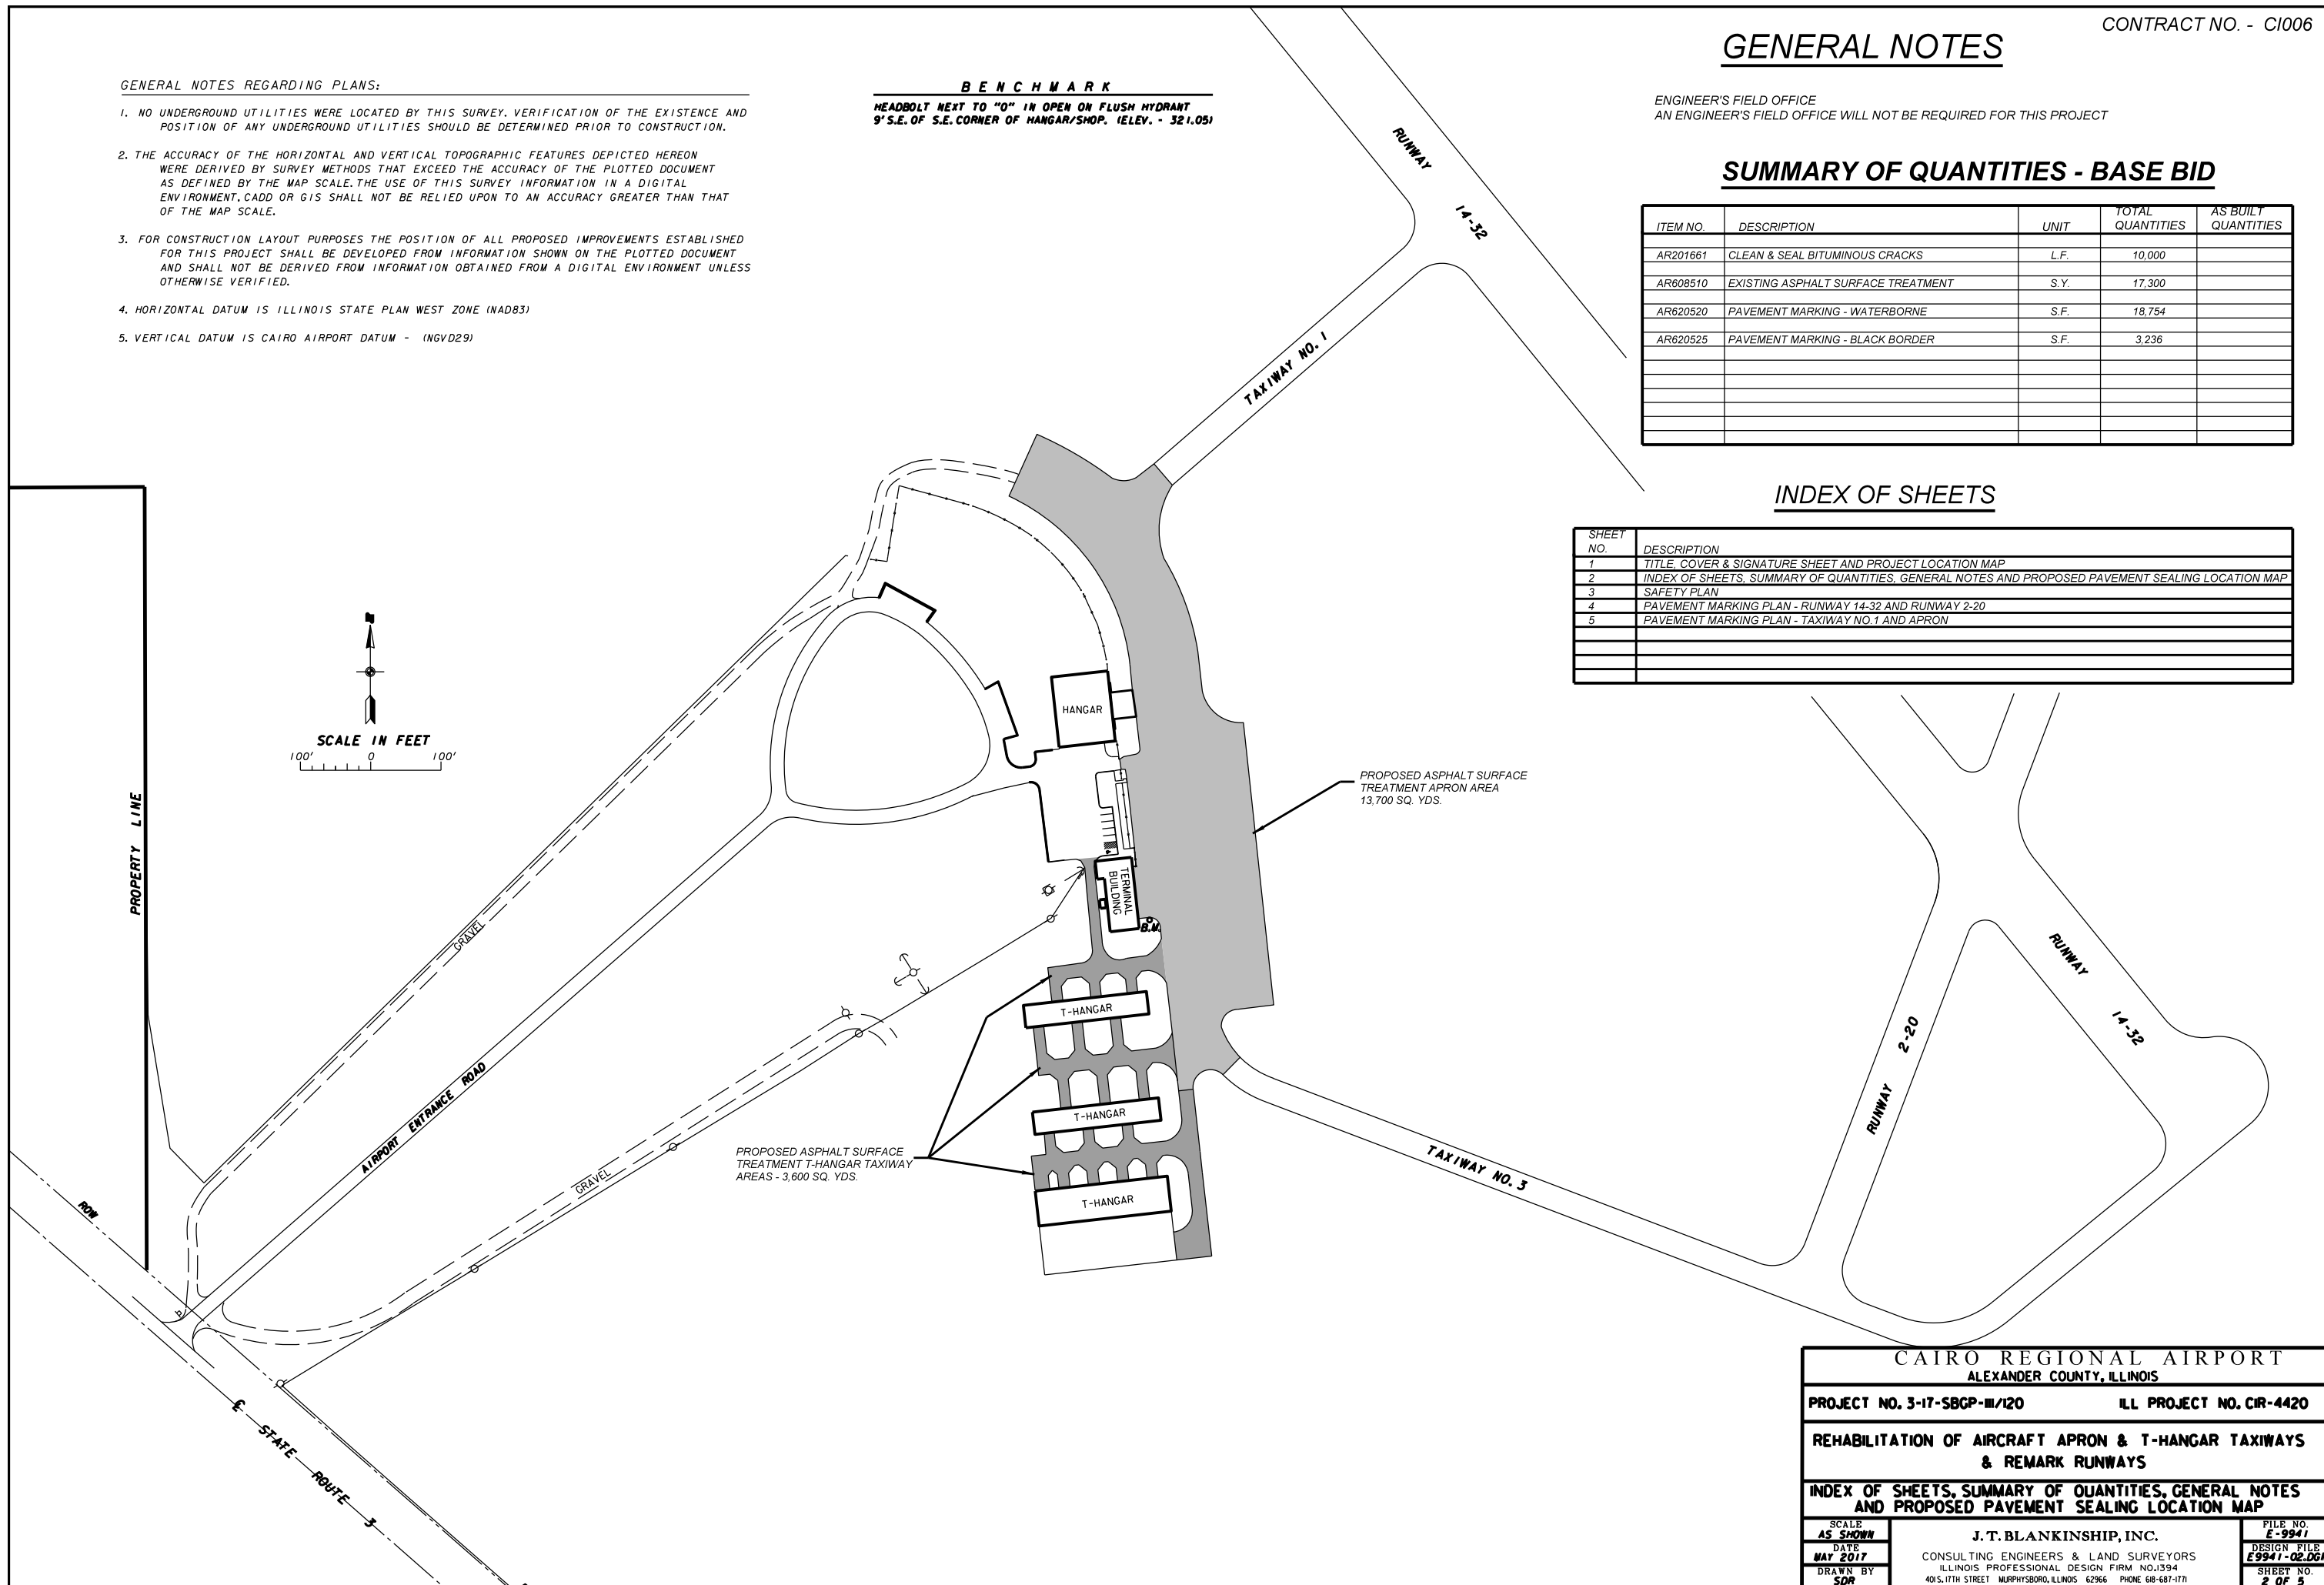 CONTRACT NO. - CI006
GENERAL NOTES
ENGINEER'S FIELD OFFICE
AN ENGINEER'S FIELD OFFICE WILL NOT BE REQUIRED FOR THIS PROJECT
GENERAL NOTES REGARDING PLANS:
1. NO UNDERGROUND UTILITIES WERE LOCATED BY THIS SURVEY. VERIFICATION OF THE EXISTENCE AND
POSITION OF ANY UNDERGROUND UTILITIES SHOULD BE DETERMINED PRIOR TO CONSTRUCTION.
2. THE ACCURACY OF THE HORIZONTAL AND VERTICAL TOPOGRAPHIC FEATURES DEPICTED HEREON
WERE DERIVED BY SURVEY METHODS THAT EXCEED THE ACCURACY OF THE PLOTTED DOCUMENT
AS DEFINED BY THE MAP SCALE. THE USE OF THIS SURVEY INFORMATION IN A DIGITAL
ENVIRONMENT, CADD OR GIS SHALL NOT BE RELIED UPON TO AN ACCURACY GREATER THAN THAT
OF THE MAP SCALE.
3. FOR CONSTRUCTION LAYOUT PURPOSES THE POSITION OF ALL PROPOSED IMPROVEMENTS ESTABLISHED
FOR THIS PROJECT SHALL BE DEVELOPED FROM INFORMATION SHOWN ON THE PLOTTED DOCUMENT
AND SHALL NOT BE DERIVED FROM INFORMATION OBTAINED FROM A DIGITAL ENVIRONMENT UNLESS
OTHERWISE VERIFIED.
4. HORIZONTAL DATUM IS ILLINOIS STATE PLAN WEST ZONE (NAD83)
5. VERTICAL DATUM IS CAIRO AIRPORT DATUM - (NGVD29)
BENCHMARK
HEADBOLT NEXT TO "O" IN OPEN ON FLUSH HYDRANT
9' S.E. OF S.E. CORNER OF HANGAR/SHOP. (ELEV. - 321.05)
SUMMARY OF QUANTITIES - BASE BID
ITEM NO. DESCRIPTION UNIT TOTAL QUANTITIES AS BUILT QUANTITIES
AR201661 CLEAN & SEAL BITUMINOUS CRACKS L.F. 10,000
AR608510 EXISTING ASPHALT SURFACE TREATMENT S.Y. 17,300
AR620520 PAVEMENT MARKING - WATERBORNE S.F. 18,754
AR620525 PAVEMENT MARKING - BLACK BORDER S.F. 3,236
INDEX OF SHEETS
SHEET NO. DESCRIPTION
1 TITLE, COVER & SIGNATURE SHEET AND PROJECT LOCATION MAP
2 INDEX OF SHEETS, SUMMARY OF QUANTITIES, GENERAL NOTES AND PROPOSED PAVEMENT SEALING LOCATION MAP
3 SAFETY PLAN
4 PAVEMENT MARKING PLAN - RUNWAY 14-32 AND RUNWAY 2-20
5 PAVEMENT MARKING PLAN - TAXIWAY NO.1 AND APRON
RUNWAY 14-32
TAXIWAY NO. 1
N
SCALE IN FEET
100' 0 100'
PROPERTY LINE
HANGAR
PROPOSED ASPHALT SURFACE
TREATMENT APRON AREA
13,700 SQ. YDS.
TERMINAL
BUILDING
B.M.
GRAVEL
T-HANGAR
T-HANGAR
T-HANGAR
AIRPORT ENTRANCE ROAD
GRAVEL
PROPOSED ASPHALT SURFACE
TREATMENT T-HANGAR TAXIWAY
AREAS - 3,600 SQ. YDS.
TAXIWAY NO. 3
RUNWAY 2-20
RUNWAY 14-32
ROW
℄ STATE ROUTE 3
CAIRO REGIONAL AIRPORT
ALEXANDER COUNTY, ILLINOIS
PROJECT NO. 3-17-SBGP-III/120 ILL PROJECT NO. CIR-4420
REHABILITATION OF AIRCRAFT APRON & T-HANGAR TAXIWAYS
& REMARK RUNWAYS
INDEX OF SHEETS, SUMMARY OF QUANTITIES, GENERAL NOTES
AND PROPOSED PAVEMENT SEALING LOCATION MAP
SCALE
AS SHOWN
DATE
MAY 2017
DRAWN BY
SDR
J. T. BLANKINSHIP, INC.
CONSULTING ENGINEERS & LAND SURVEYORS
ILLINOIS PROFESSIONAL DESIGN FIRM NO.1394
401 S. 17TH STREET MURPHYSBORO, ILLINOIS 62966 PHONE 618-687-1771
FILE NO.
E-9941
DESIGN FILE
E9941-02.DG
SHEET NO.
2 OF 5